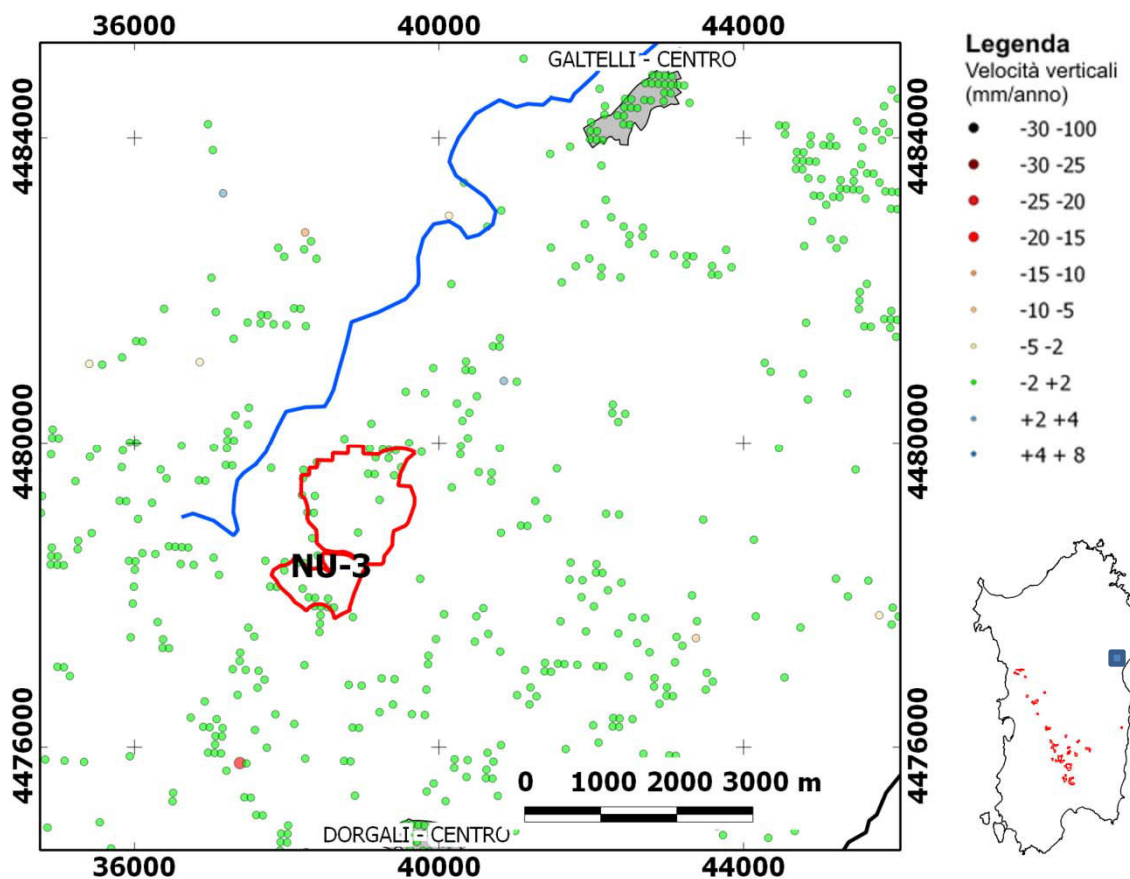 36000 40000 44000
GALTELLI - CENTRO
4484000 4484000
4480000 4480000
NU-3
4476000 4476000
0 1000 2000 3000 m
DORGALI - CENTRO
36000 40000 44000
Legenda
Velocità verticali
(mm/anno)
-30 -100
-30 -25
-25 -20
-20 -15
-15 -10
-10 -5
-5 -2
-2 +2
+2 +4
+4 + 8